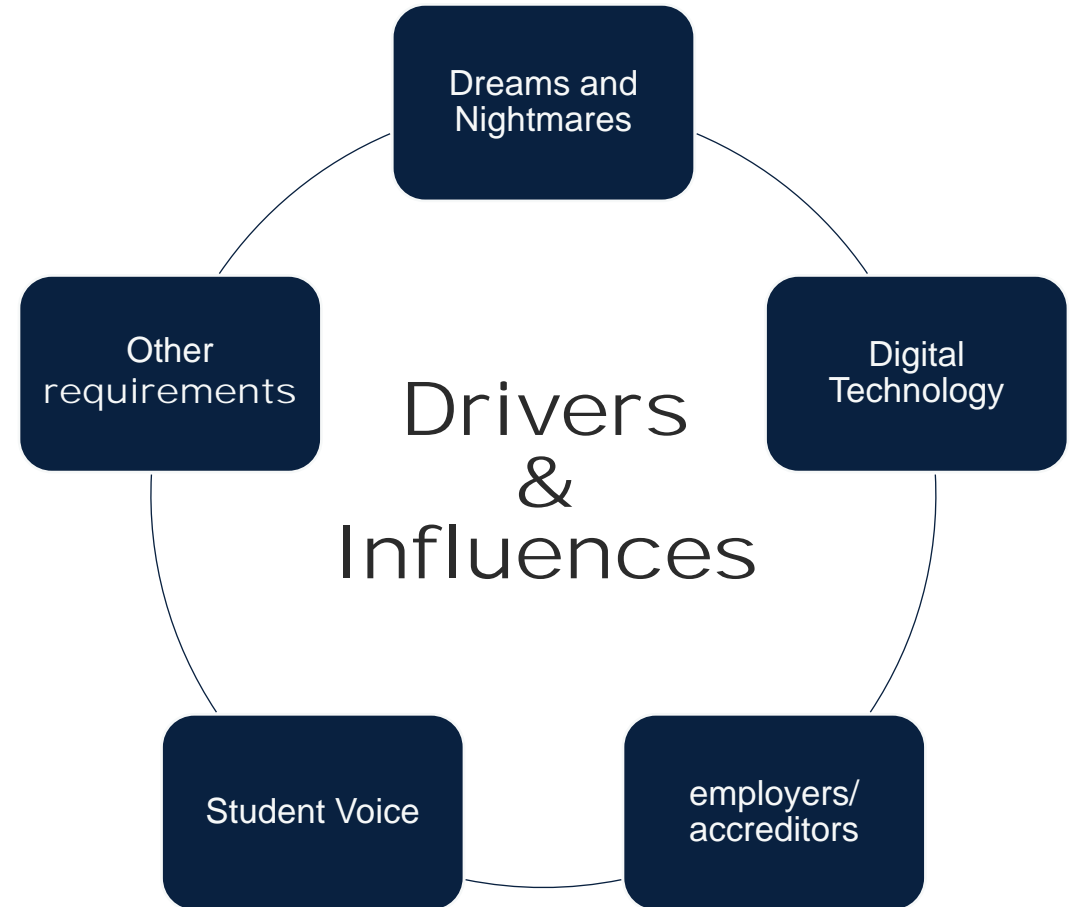 Dreams and
Nightmares
Other
requirements
Digital
Technology
Drivers
&
Influences
Student Voice
employers/
accreditors